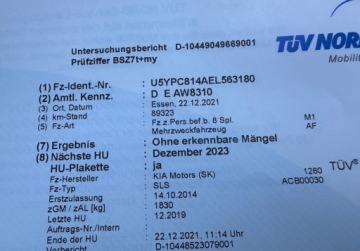 Untersuchungsbericht D-10449049669001
Prüfziffer BSZ7t+my
TÜV NOR
Mobilit
(1) Fz-Ident.-Nr. : U5YPC814AEL563180
(2) Amtl. Kennz. : D E AW8310
(3) Ort, Datum : Essen, 22.12.2021
(4) km-Stand : 89323
(5) Fz-Art : Fz.z.Pers.bef.b. 8 Spl. M1
Mehrzweckfahrzeug AF
(7) Ergebnis : Ohne erkennbare Mängel
(8) Nächste HU : Dezember 2023
HU-Plakette : ja
Fz-Hersteller : KIA Motors (SK) 1260
Fz-Typ : SLS ACB00030
Erstzulassung : 14.10.2014
zGM / zAL [kg] : 1830
Letzte HU : 12.2019
Auftrags-Nr./Intern :
Ende HU : 22.12.2021, 11:14 Uhr
D-10448523079001
TÜV®